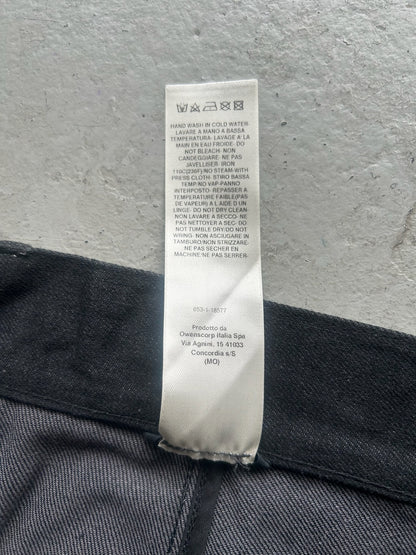 HAND WASH IN COLD WATER-
LAVARE A MANO A BASSA
TEMPERATURA- LAVAGE A LA
MAIN EN EAU FROIDE- DO
NOT BLEACH- NON
CANDEGGIARE- NE PAS
JAVELLISER- IRON
110C(230F) NO STEAM-WITH
PRESS CLOTH- STIRO BASSA
TEMP/NO VAP-PANNO
INTERPOSTO- REPASSER A
TEMPERATURE FAIBLE(PAS
DE VAPEUR) A L'AIDE D'UN
LINGE- DO NOT DRY CLEAN-
NON LAVARE A SECCO- NE
PAS NETTOYER A SEC- DO
NOT TUMBLE DRY-DO NOT
WRING- NON ASCIUGARE IN
TAMBURO/NON STRIZZARE-
NE PAS SECHER EN
MACHINE/NE PAS SERRER-
053-1-18577
Prodotto da
Owenscorp Italia Spa
Via Agnini, 15 41033
Concordia s/S
(MO)